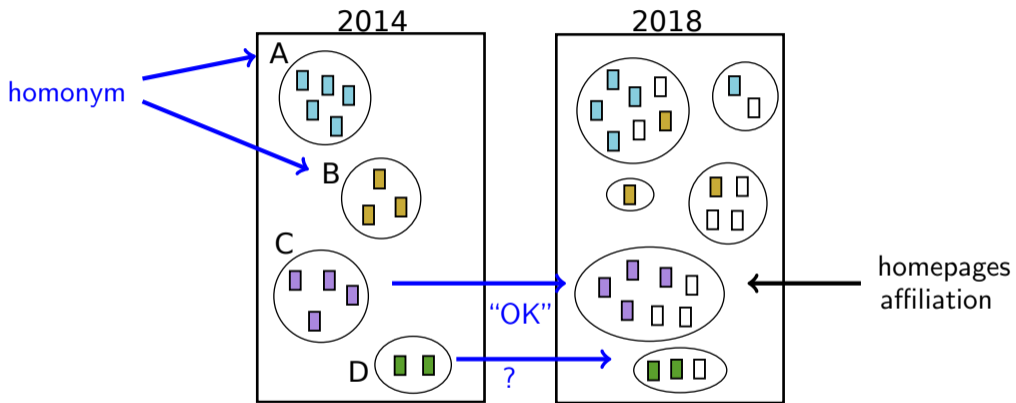 2014
2018
A
homonym
B
C
homepages
affiliation
“OK”
D
?